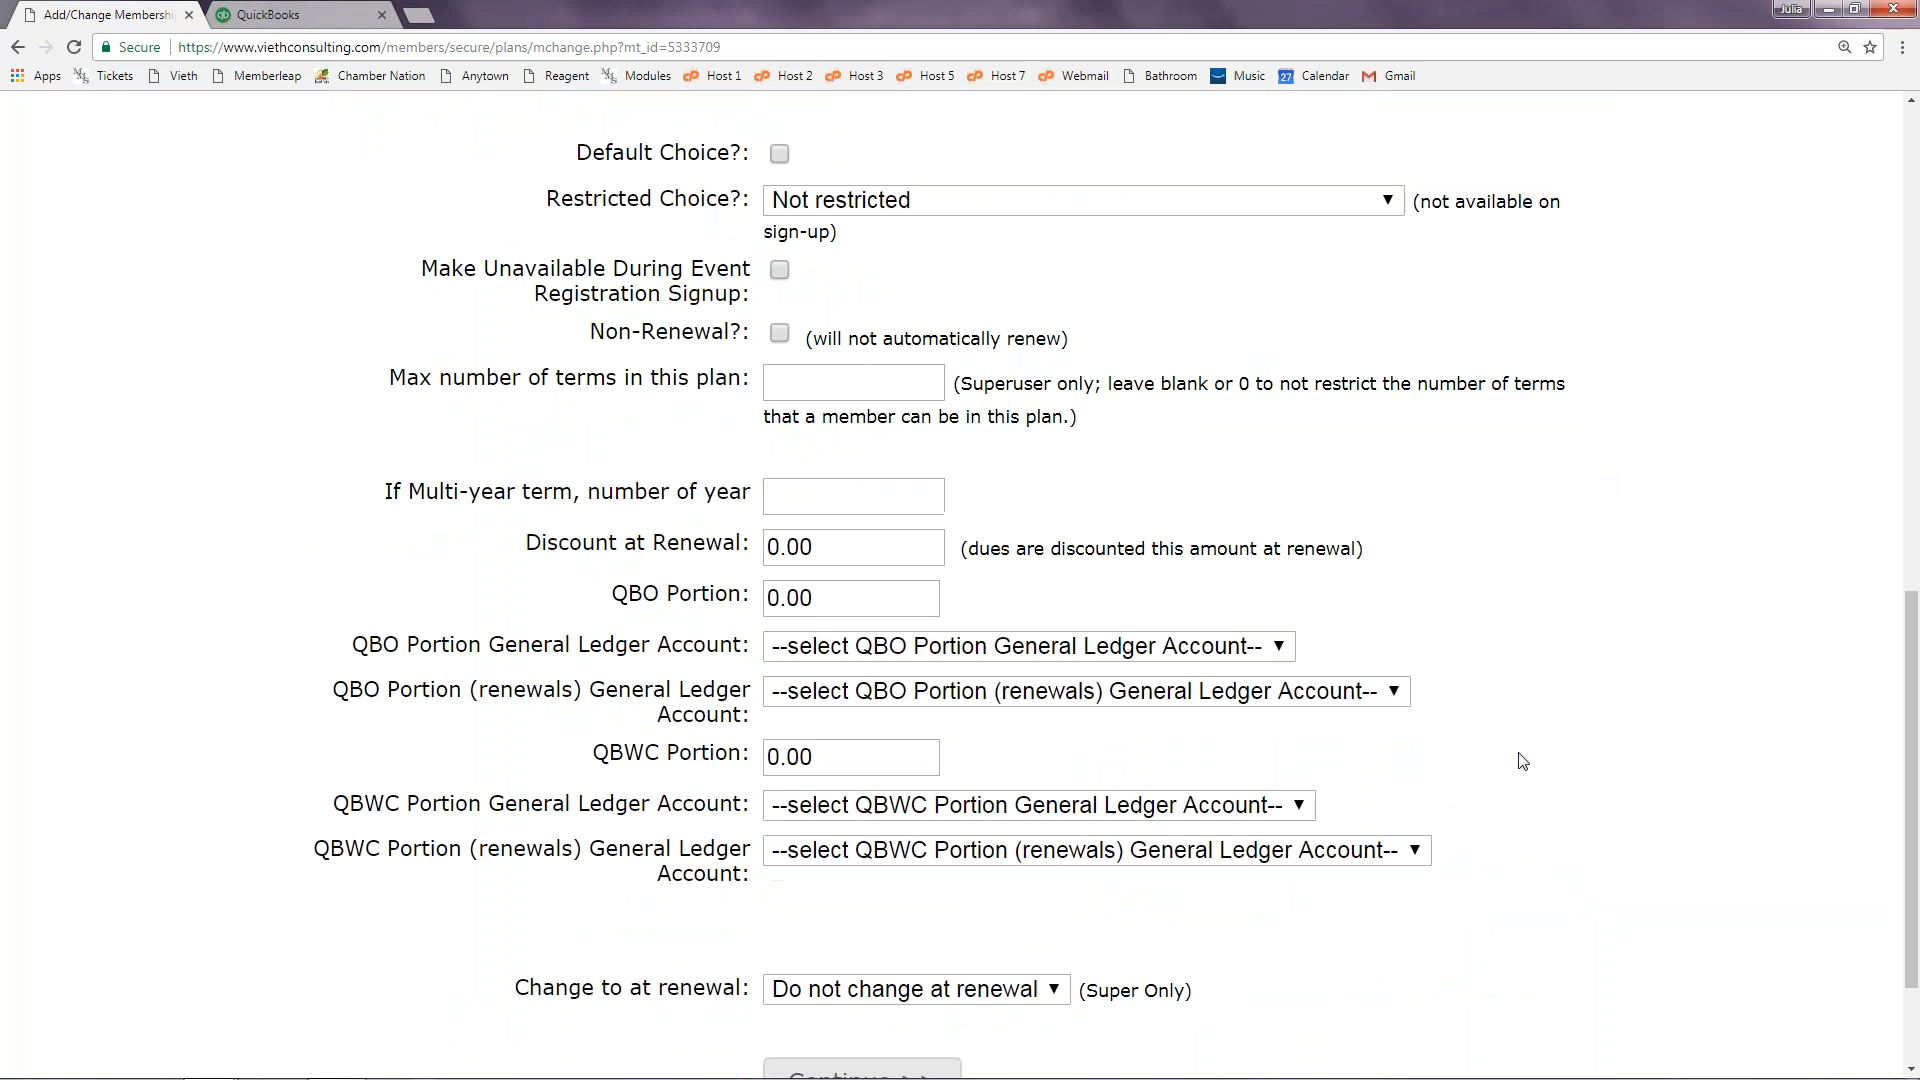 Add/Change Membershi
QuickBooks
Julia
Secure
https://www.viethconsulting.com/members/secure/plans/mchange.php?mt_id=5333709
Apps
Tickets
Vieth
Memberleap
Chamber Nation
Anytown
Reagent
Modules
Host 1
Host 2
Host 3
Host 5
Host 7
Webmail
Bathroom
Music
27
Calendar
Gmail
Default Choice?:
Restricted Choice?: Not restricted (not available on
sign-up)
Make Unavailable During Event
Registration Signup:
Non-Renewal?: (will not automatically renew)
Max number of terms in this plan: (Superuser only; leave blank or 0 to not restrict the number of terms
that a member can be in this plan.)
If Multi-year term, number of year
Discount at Renewal: 0.00 (dues are discounted this amount at renewal)
QBO Portion: 0.00
QBO Portion General Ledger Account: --select QBO Portion General Ledger Account--
QBO Portion (renewals) General Ledger
Account:
--select QBO Portion (renewals) General Ledger Account--
QBWC Portion: 0.00
QBWC Portion General Ledger Account: --select QBWC Portion General Ledger Account--
QBWC Portion (renewals) General Ledger
Account:
--select QBWC Portion (renewals) General Ledger Account--
Change to at renewal: Do not change at renewal (Super Only)
Continue >>